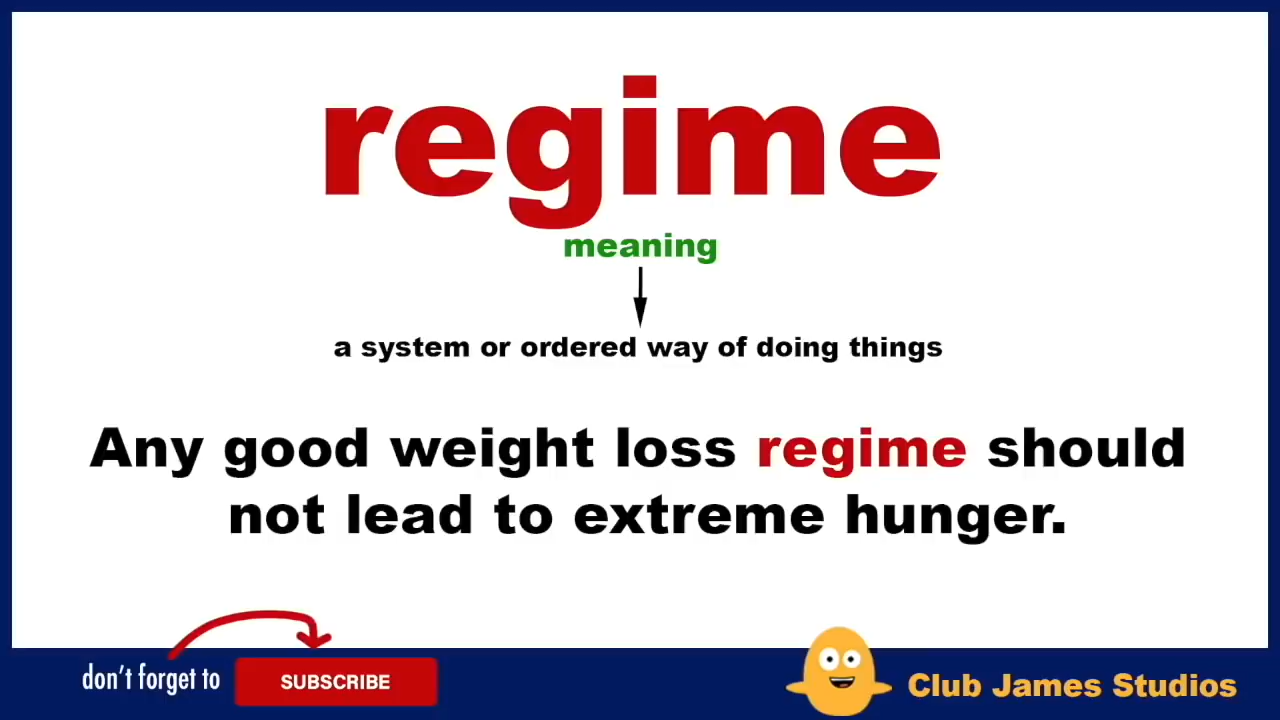 regime
meaning
a system or ordered way of doing things
Any good weight loss regime should
not lead to extreme hunger.
don't forget to
SUBSCRIBE
Club James Studios